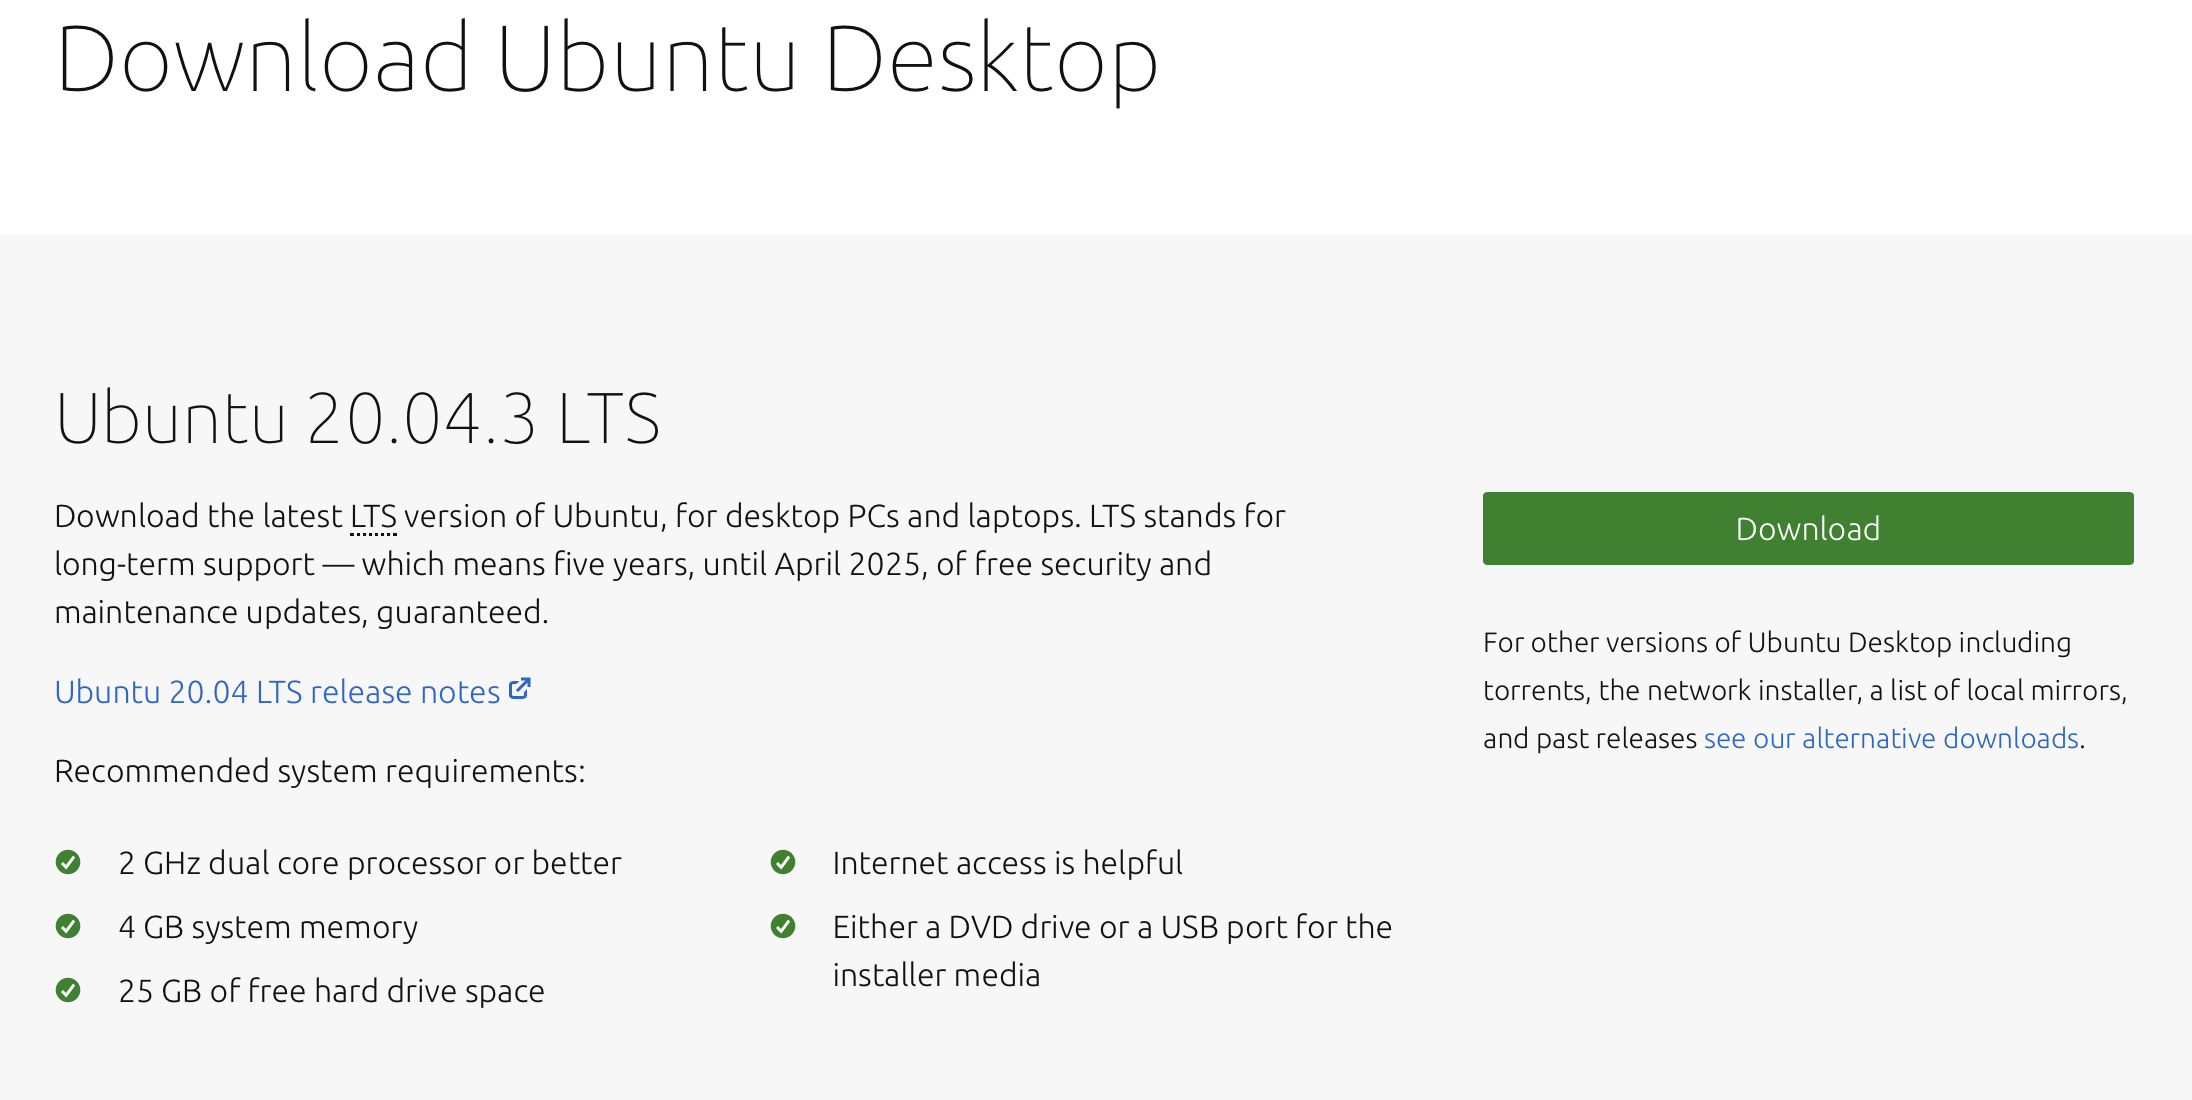 Download Ubuntu Desktop
Ubuntu 20.04.3 LTS
Download the latest LTS version of Ubuntu, for desktop PCs and laptops. LTS stands for
long-term support — which means five years, until April 2025, of free security and
maintenance updates, guaranteed.
Ubuntu 20.04 LTS release notes
Recommended system requirements:
2 GHz dual core processor or better
4 GB system memory
25 GB of free hard drive space
Internet access is helpful
Either a DVD drive or a USB port for the
installer media
Download
For other versions of Ubuntu Desktop including
torrents, the network installer, a list of local mirrors,
and past releases see our alternative downloads.